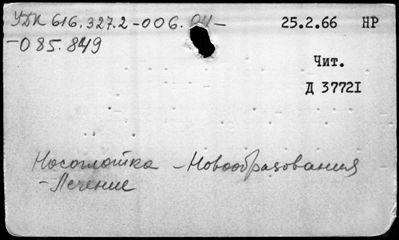 УДК 616.327.2-006.04- 25.2.66 НР
-085.849
Чит.
Д 37721
Носоглотка - Новообразования
- Лечение